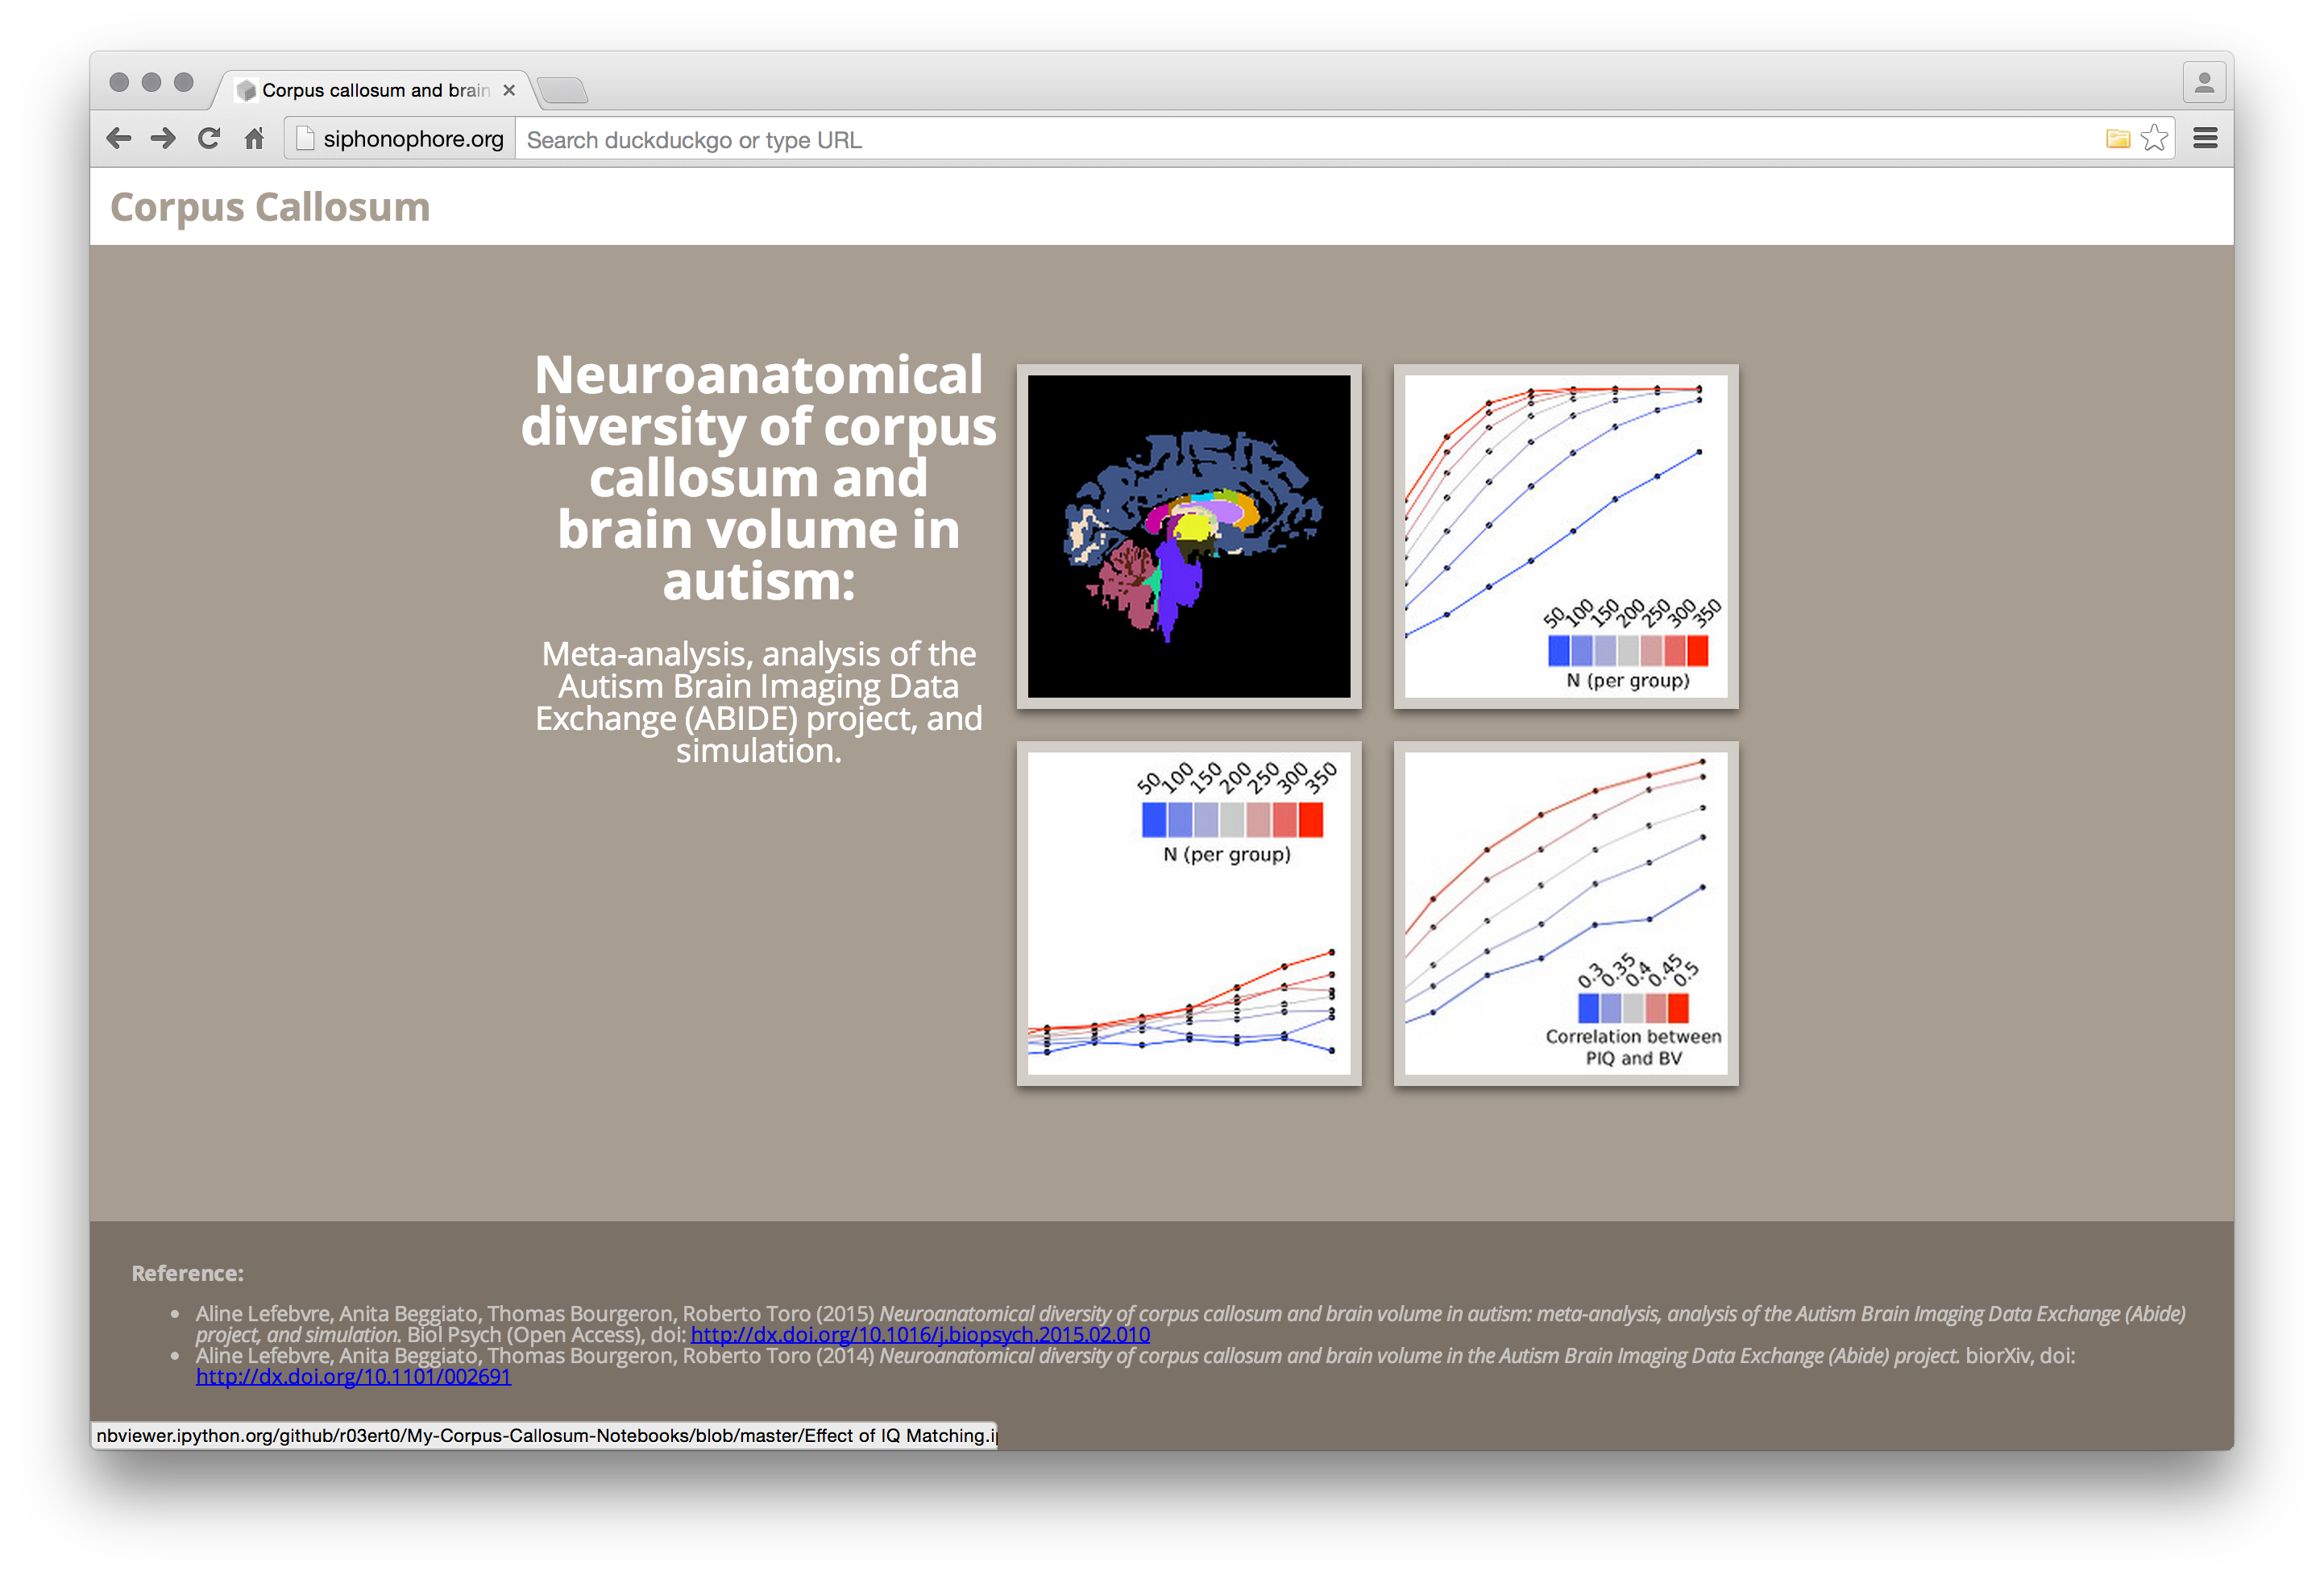 Corpus callosum and brain
siphonophore.org
Search duckduckgo or type URL
Corpus Callosum
Neuroanatomical
diversity of corpus
callosum and
brain volume in
autism:
Meta-analysis, analysis of the
Autism Brain Imaging Data
Exchange (ABIDE) project, and
simulation.
50 100 150 200 250 300 350
N (per group)
50 100 150 200 250 300 350
N (per group)
0.3 0.35 0.4 0.45 0.5
Correlation between
PIQ and BV
Reference:
• Aline Lefebvre, Anita Beggiato, Thomas Bourgeron, Roberto Toro (2015) Neuroanatomical diversity of corpus callosum and brain volume in autism: meta-analysis, analysis of the Autism Brain Imaging Data Exchange (Abide)
project, and simulation. Biol Psych (Open Access), doi: http://dx.doi.org/10.1016/j.biopsych.2015.02.010
• Aline Lefebvre, Anita Beggiato, Thomas Bourgeron, Roberto Toro (2014) Neuroanatomical diversity of corpus callosum and brain volume in the Autism Brain Imaging Data Exchange (Abide) project. biorXiv, doi:
http://dx.doi.org/10.1101/002691
nbviewer.ipython.org/github/r03ert0/My-Corpus-Callosum-Notebooks/blob/master/Effect of IQ Matching.ip